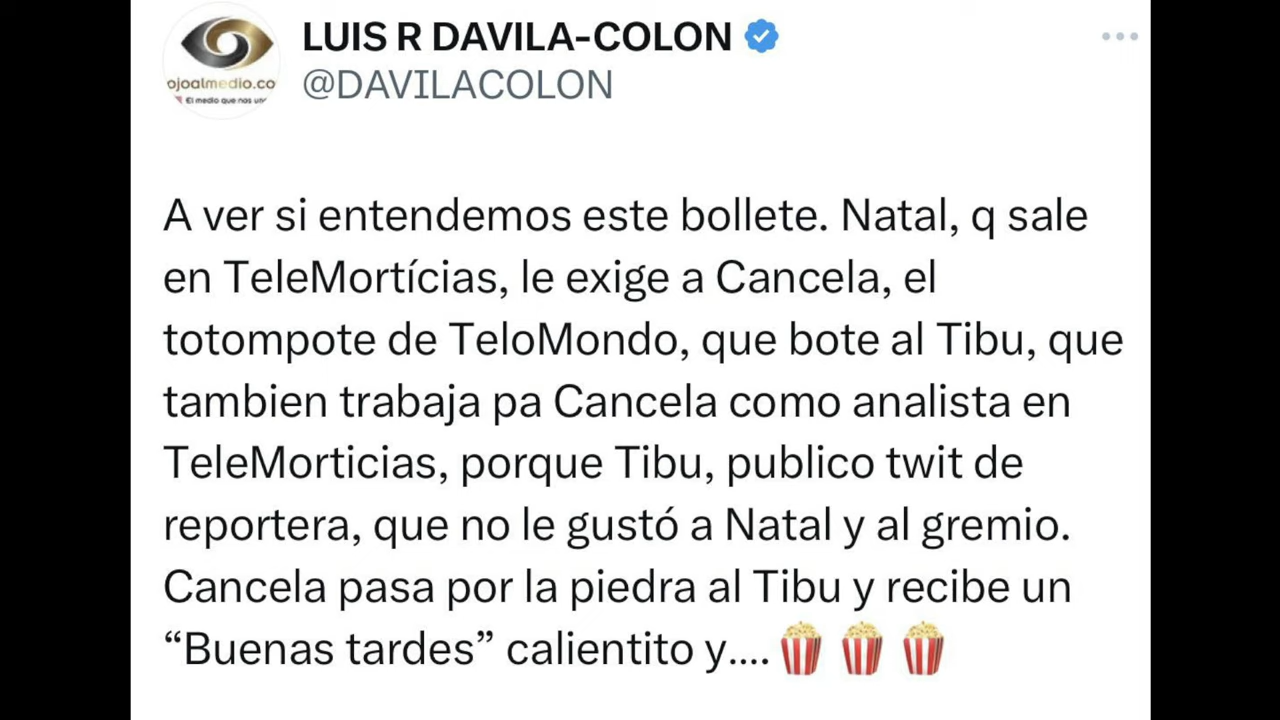 LUIS R DAVILA-COLON
@DAVILACOLON
ojoalmedio.co
El medio que nos un
A ver si entendemos este bollete. Natal, q sale
en TeleMortícias, le exige a Cancela, el
totompote de TeloMondo, que bote al Tibu, que
tambien trabaja pa Cancela como analista en
TeleMorticias, porque Tibu, publico twit de
reportera, que no le gustó a Natal y al gremio.
Cancela pasa por la piedra al Tibu y recibe un
“Buenas tardes” calientito y.... 🍿 🍿 🍿